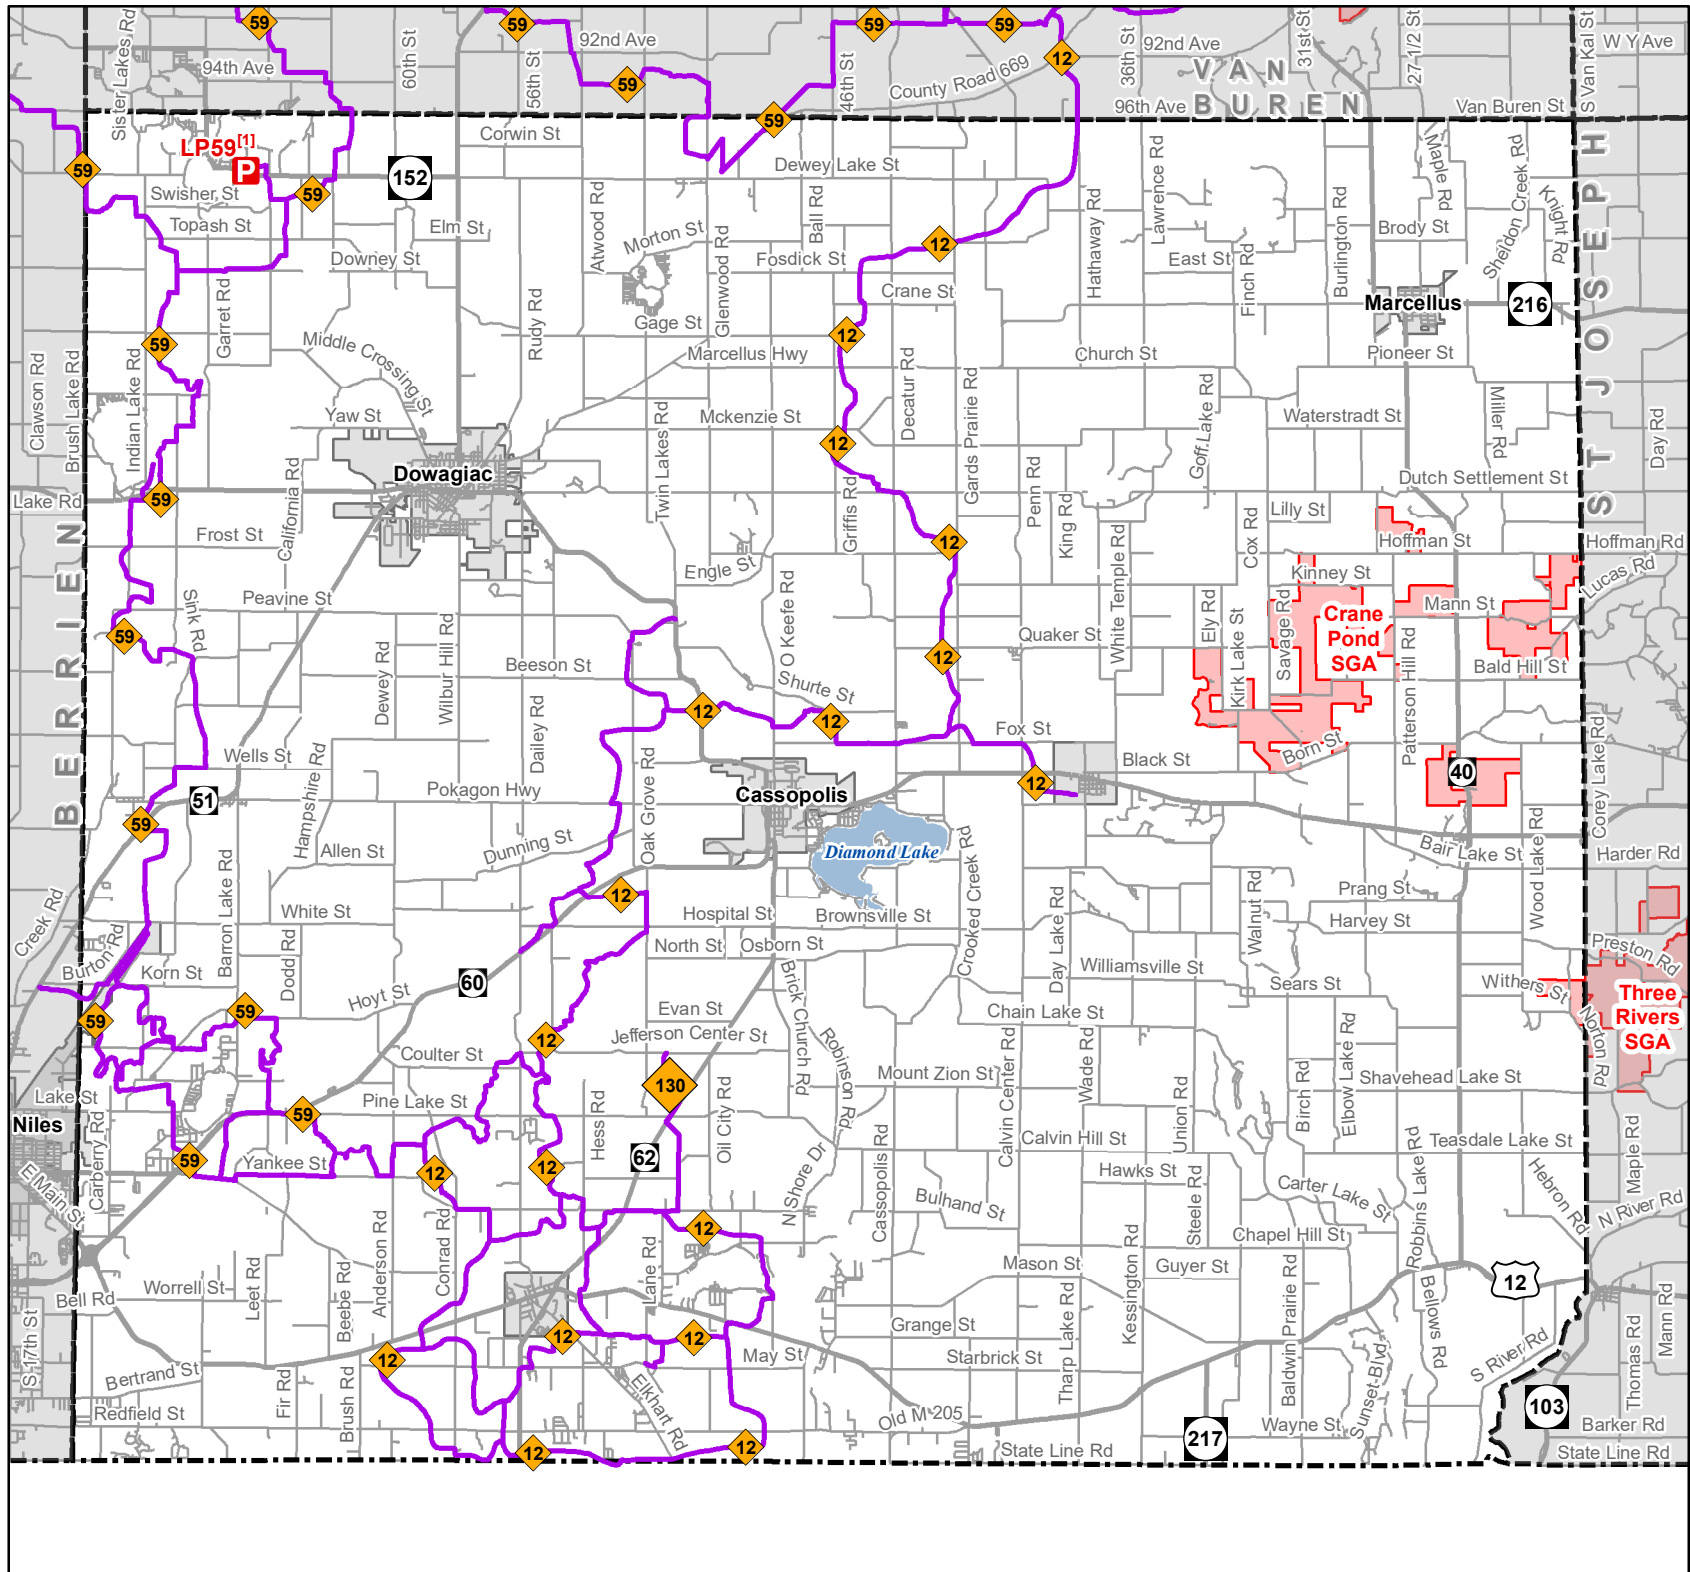 59
59
59
59
92nd Ave
92nd Ave
W Y Ave
Sister Lakes Rd
94th Ave
60th St
56th St
59
46th St
County Road 669
12
36th St
VAN
BUREN
31st St
27-1/2 St
S Van Kal St
96th Ave
Van Buren St
59
Corwin St
LP59[1]
P
59
Swisher St
59
152
Dewey Lake St
Topash St
Elm St
Downey St
Atwood Rd
Morton St
Glenwood Rd
Ball Rd
Fosdick St
12
Hathaway Rd
Lawrence Rd
East St
Finch Rd
Burlington Rd
Maple Rd
Brody St
Sheldon Creek Rd
Knight Rd
ST JOSEPH
Crane St
Marcellus
216
Garret Rd
Rudy Rd
Gage St
12
59
Middle Crossing St
Marcellus Hwy
Church St
Pioneer St
Clawson Rd
Brush Lake Rd
Indian Lake Rd
Yaw St
Mckenzie St
Decatur Rd
Gards Prairie Rd
Goff Lake Rd
Waterstradt St
Miller Rd
Day Rd
12
Dowagiac
Twin Lakes Rd
Dutch Settlement St
Lake Rd
59
California Rd
Griffis Rd
Penn Rd
King Rd
Lilly St
Frost St
12
White Temple Rd
Cox Rd
Hoffman St
Hoffman Rd
BERRIEN
Engle St
Kinney St
Lucas Rd
Peavine St
O Keefe Rd
Ely Rd
Savage Rd
Crane
Pond
SGA
Mann St
Sink Rd
59
Quaker St
Kirk Lake St
12
Dewey Rd
Wilbur Hill Rd
Beeson St
Patterson Hill Rd
Bald Hill St
Shurte St
12
12
Dailey Rd
Fox St
Wells St
Black St
Born St
Corey Lake Rd
Hampshire Rd
Oak Grove Rd
Pokagon Hwy
12
40
51
Cassopolis
59
Diamond Lake
Dunning St
Allen St
Crooked Creek Rd
Bair Lake St
Harder Rd
Wood Lake Rd
Barron Lake Rd
12
Prang St
Creek Rd
White St
Hospital St
Brownsville St
Day Lake Rd
Walnut Rd
Harvey St
North St
Osborn St
Preston Rd
Burton Rd
Korn St
Dodd Rd
Williamsville St
Sears St
Withers St
60
Hoyt St
Brick Church Rd
Three
Rivers
SGA
59
59
Evan St
Chain Lake St
Jefferson Center St
Norton Rd
12
Coulter St
Robinson Rd
Calvin Center Rd
Elbow Lake Rd
Lake St
130
Mount Zion St
Wade Rd
Shavehead Lake St
Niles
59
Pine Lake St
Hess Rd
Oil City Rd
Union Rd
Birch Rd
Carberry Rd
Calvin Hill St
Teasdale Lake St
Maple Rd
59
Yankee St
12
12
62
Cassopolis Rd
Hawks St
E Main St
N Shore Dr
Bulhand St
Steele Rd
Carter Lake St
Robbins Lake Rd
Hebron Rd
N River Rd
12
Anderson Rd
Conrad Rd
Chapel Hill St
Lane Rd
Mason St
Kessington Rd
Guyer St
Worrell St
Leet Rd
Beebe Rd
12
Bell Rd
Tharp Lake Rd
Baldwin Prairie Rd
Bellows Rd
Mann Rd
Grange St
12
12
S 17th St
12
May St
Starbrick St
S River Rd
Thomas Rd
Bertrand St
Sunset Blvd
Fir Rd
Brush Rd
Elkhart Rd
Redfield St
Old M 205
103
Wayne St
Barker Rd
217
12
12
State Line Rd
State Line Rd